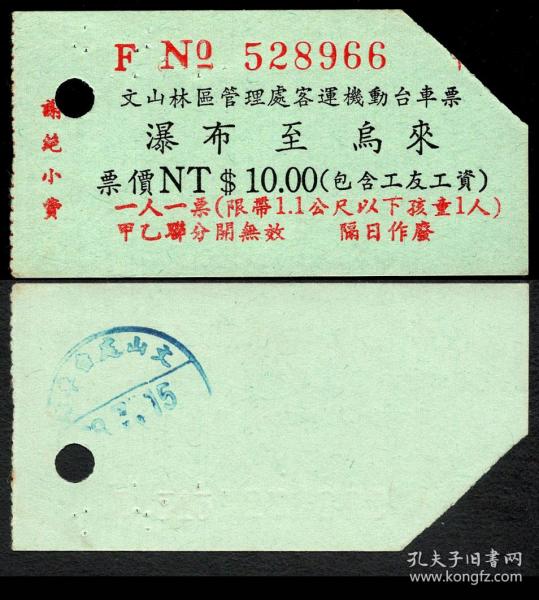 F № 528966
文山林區管理處客運機動台車票
瀑布至烏來
票價NT$10.00(包含工友工資)
一人一票(限帶1.1公尺以下孩童1人)
甲乙聯分開無效 隔日作廢
謝絕小費
文山
15
孔夫子旧书网
www.kongfz.com